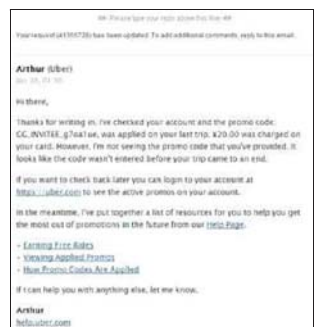 ## Please type your reply above this line ##
Your request has been updated. To add additional comments, reply to this email.
Arthur (Uber)
Hi there,
Thanks for writing in. I've checked your account and the promo code:
was applied on your last trip. $20.00 was charged on
your card. However, I'm not seeing the promo code that you've provided. It
looks like the code wasn't entered before your trip came to an end.
If you want to check back later you can login to your account at
https://uber.com to see the active promos on your account.
In the meantime, I've put together a list of resources for you to help you get
the most out of promotions in the future from our Help Page.
- Earning Free Rides
- Viewing Applied Promos
- How Promo Codes Are Applied
If I can help you with anything else, let me know.
Arthur
help.uber.com